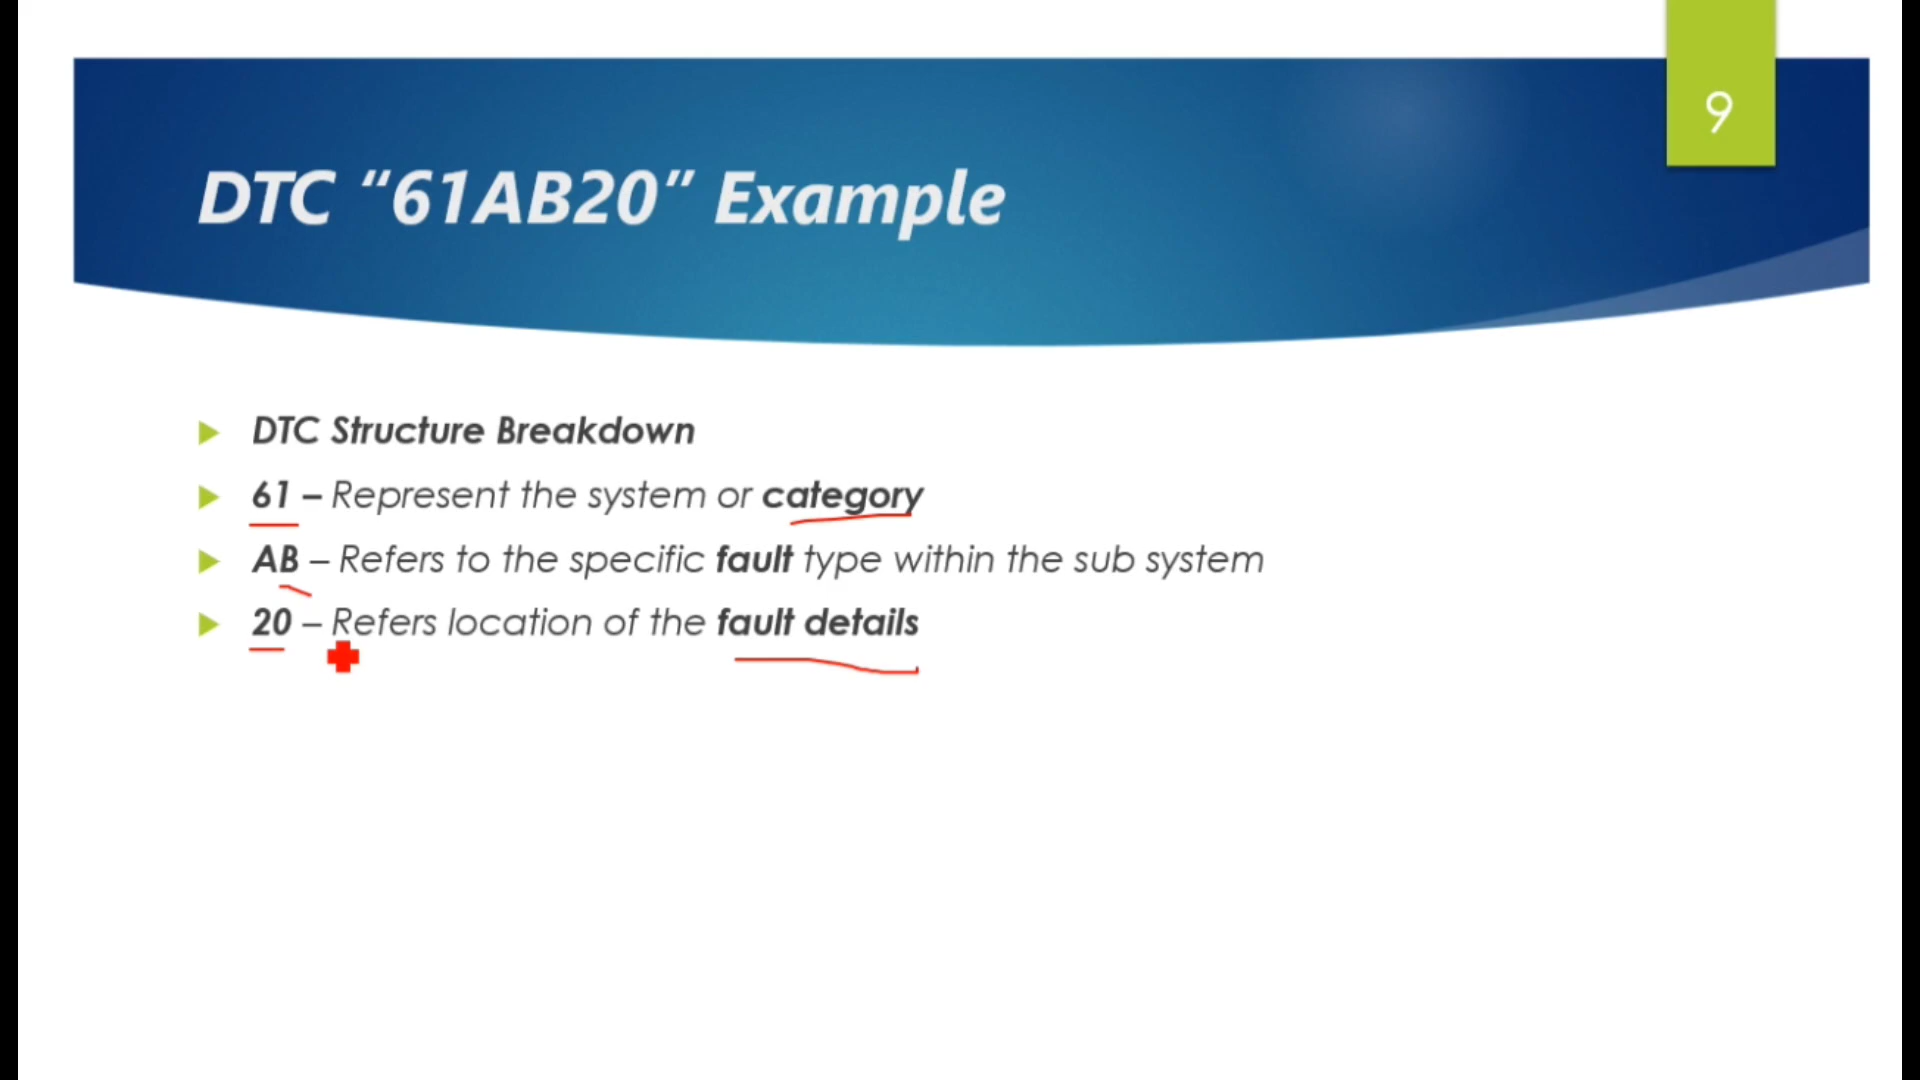 9
DTC “61AB20” Example
DTC Structure Breakdown
61 – Represent the system or category
AB – Refers to the specific fault type within the sub system
20 – Refers location of the fault details